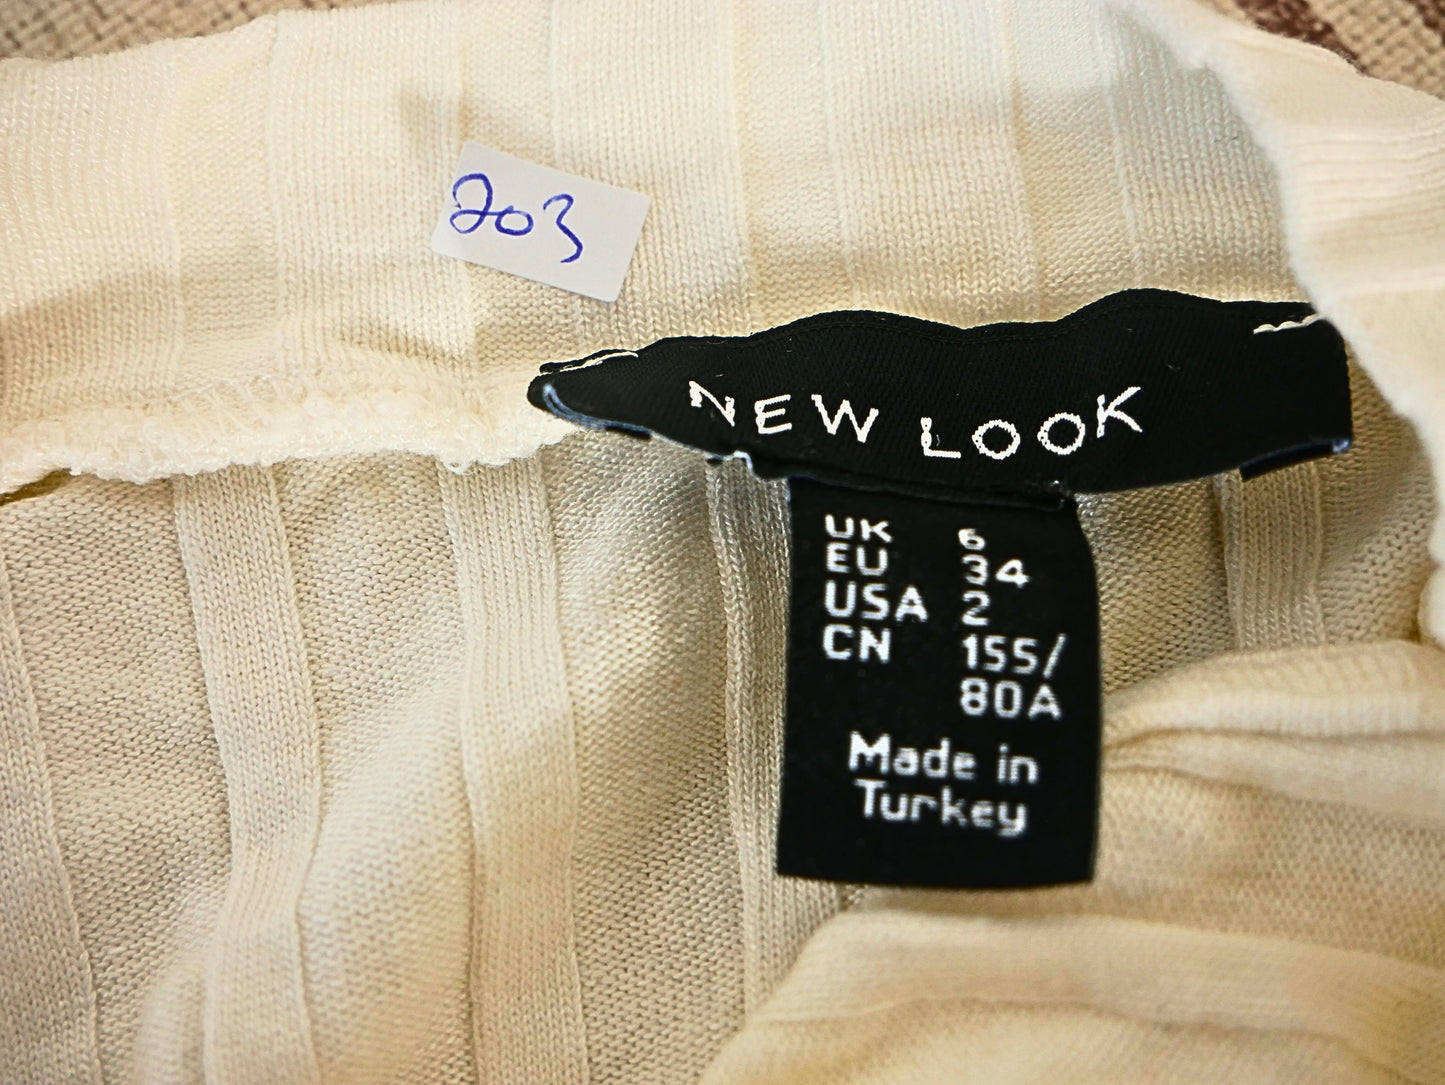 203
NEW LOOK
UK 6
EU 34
USA 2
CN 155/
80A
Made in
Turkey